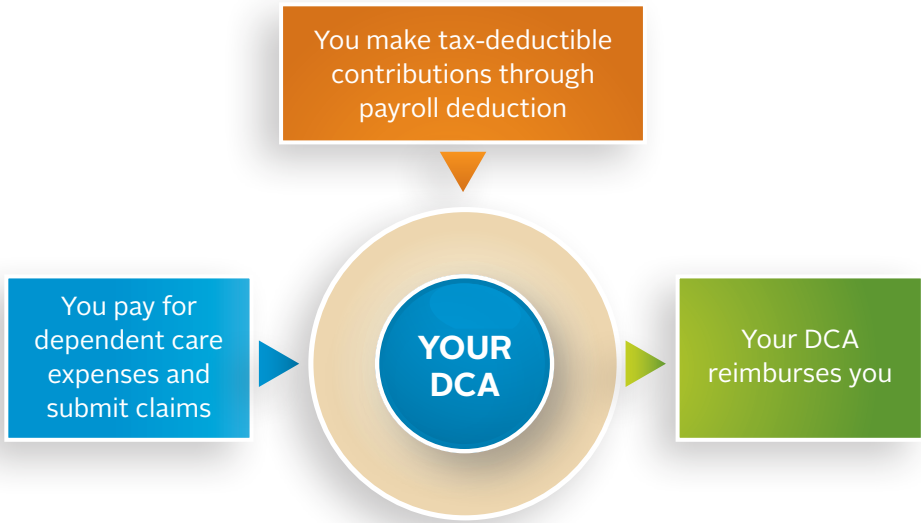 You make tax-deductible
contributions through
payroll deduction
You pay for
dependent care
expenses and
submit claims
YOUR
DCA
Your DCA
reimburses you